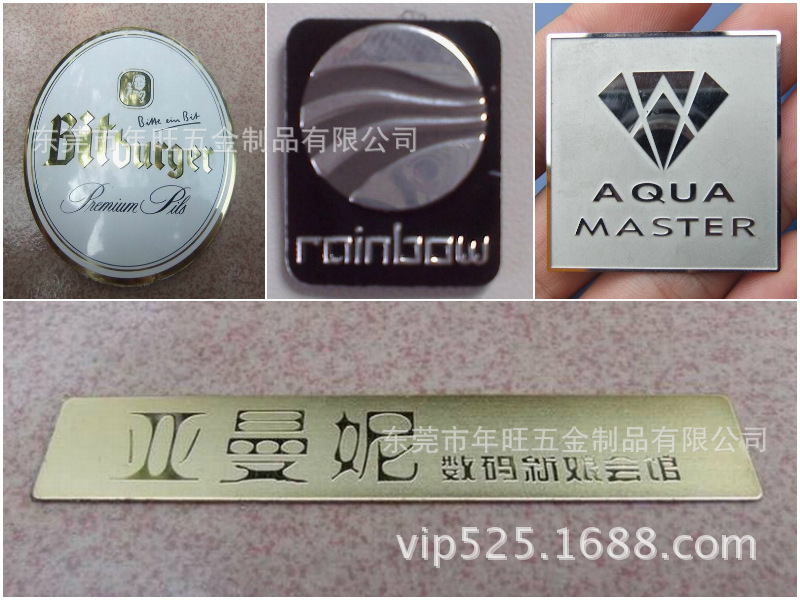 Bitte ein Bit
Bitburger
Premium Pils
东莞市年旺五金制品有限公司
rainbow
AQUA
MASTER
亚曼妮
数码新娘会馆
东莞市年旺五金制品有限公司
vip525.1688.com